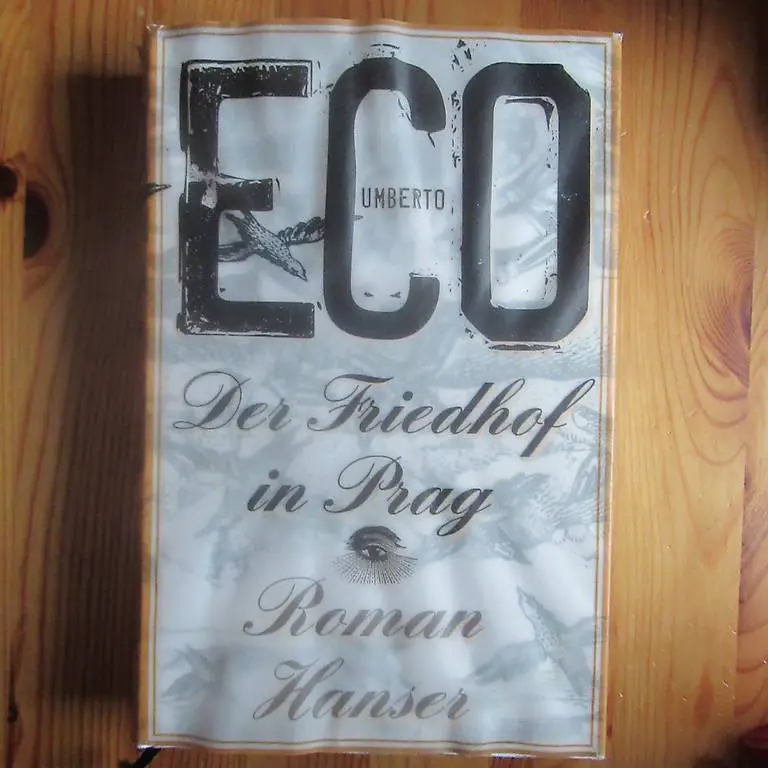 ECO
UMBERTO
Der Friedhof
in Prag
Roman
Hanser